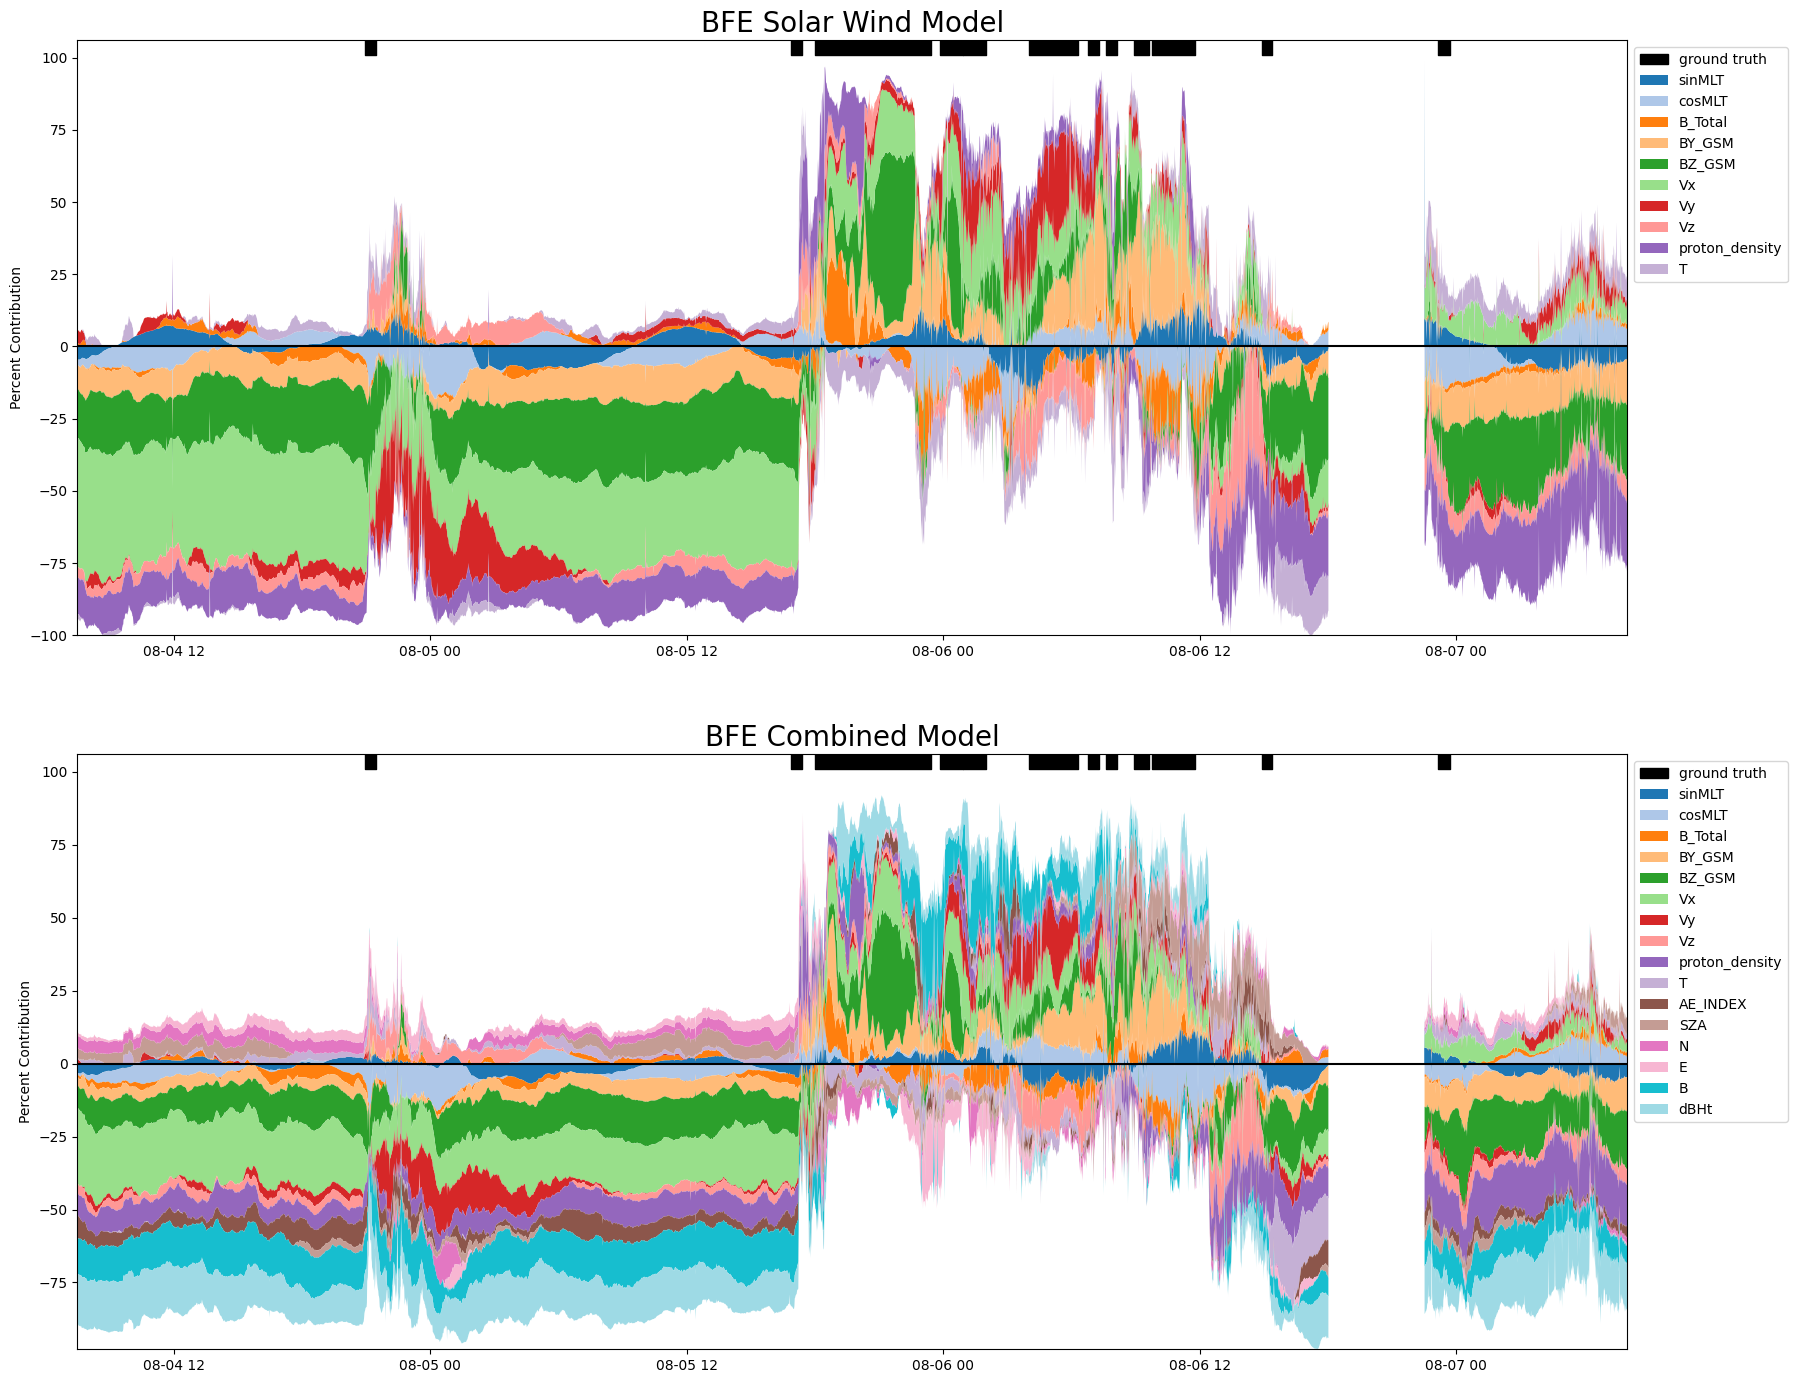 BFE Solar Wind Model
Percent Contribution
100
75
50
25
0
−25
−50
−75
−100
08-04 12
08-05 00
08-05 12
08-06 00
08-06 12
08-07 00
ground truth
sinMLT
cosMLT
B_Total
BY_GSM
BZ_GSM
Vx
Vy
Vz
proton_density
T
BFE Combined Model
Percent Contribution
100
75
50
25
0
−25
−50
−75
08-04 12
08-05 00
08-05 12
08-06 00
08-06 12
08-07 00
ground truth
sinMLT
cosMLT
B_Total
BY_GSM
BZ_GSM
Vx
Vy
Vz
proton_density
T
AE_INDEX
SZA
N
E
B
dBHt